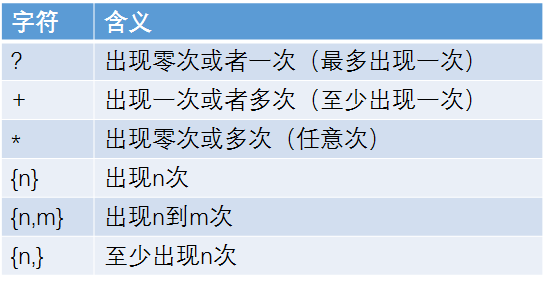 字符 含义
? 出现零次或者一次（最多出现一次）
+ 出现一次或者多次（至少出现一次）
* 出现零次或多次（任意次）
{n} 出现n次
{n,m} 出现n到m次
{n,} 至少出现n次